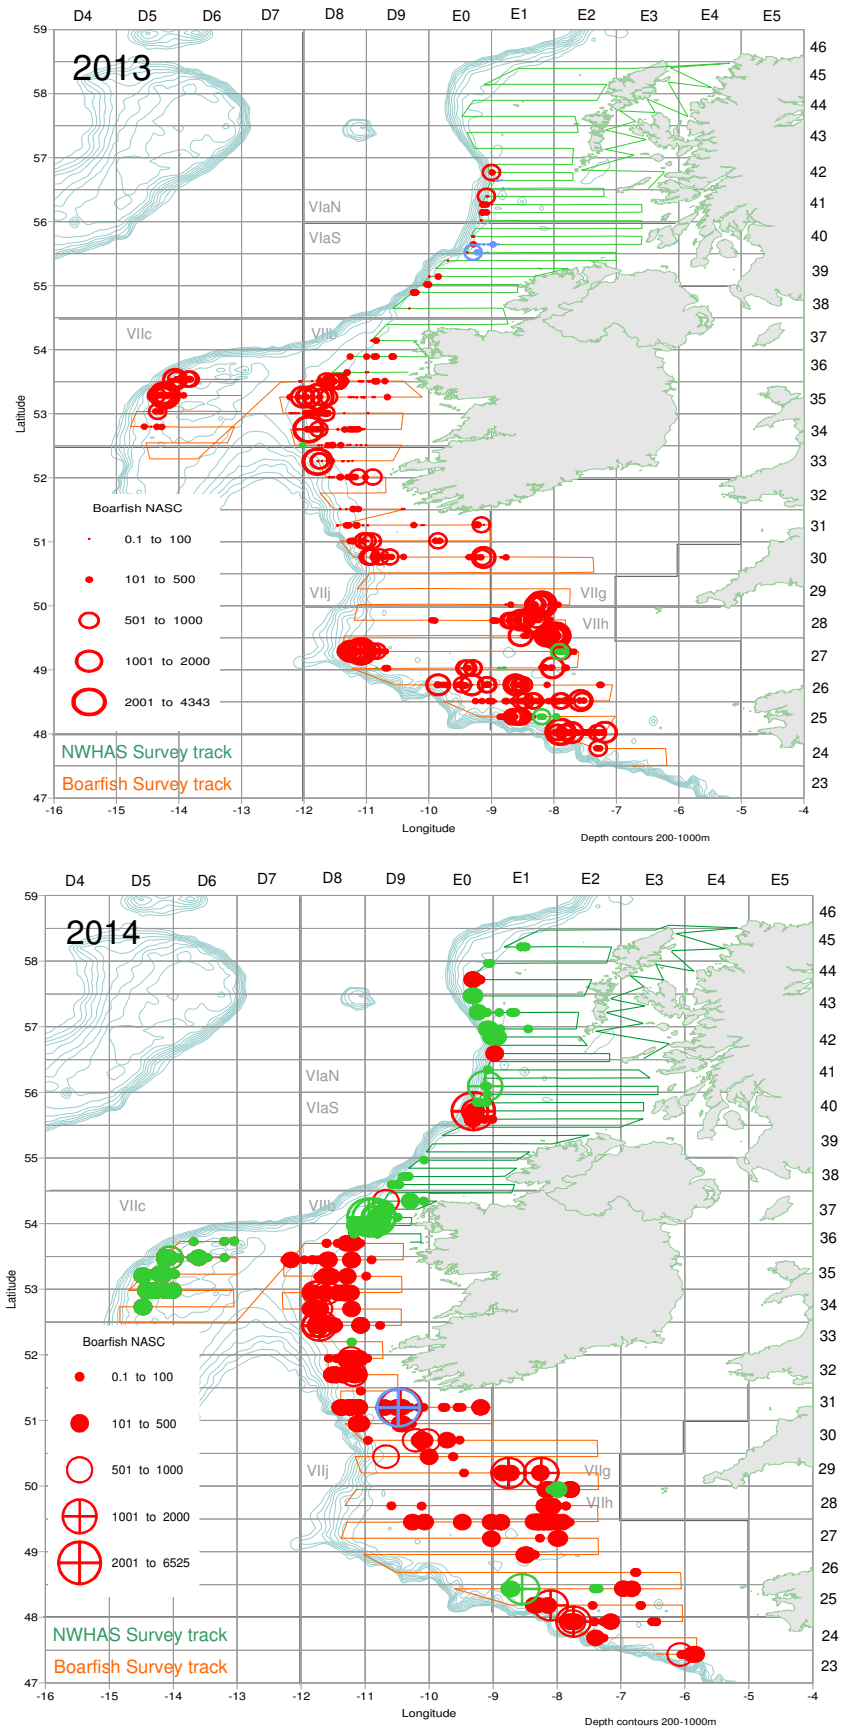 D4 D5 D6 D7 D8 D9 E0 E1 E2 E3 E4 E5
59
2013
46
45
58
44
43
57
42
VIaN
41
56
VIaS
40
39
55
38
VIIc
VIIb
37
54
36
Latitude
35
53
34
33
52
Boarfish NASC
32
0.1 to 100
31
51
101 to 500
30
VIIj
VIIg
29
501 to 1000
50
VIIh
28
1001 to 2000
27
49
2001 to 4343
26
25
48
NWHAS Survey track
24
Boarfish Survey track
23
47
-16 -15 -14 -13 -12 -11 -10 -9 -8 -7 -6 -5 -4
Longitude
Depth contours 200-1000m
D4 D5 D6 D7 D8 D9 E0 E1 E2 E3 E4 E5
59
2014
46
45
58
44
43
57
42
VIaN
41
56
VIaS
40
39
55
38
VIIc
VIIb
37
54
36
Latitude
35
53
34
33
Boarfish NASC
52
32
0.1 to 100
31
51
101 to 500
30
VIIj
VIIg
29
501 to 1000
50
VIIh
28
1001 to 2000
27
49
2001 to 6525
26
25
48
NWHAS Survey track
24
Boarfish Survey track
23
47
-16 -15 -14 -13 -12 -11 -10 -9 -8 -7 -6 -5 -4
Longitude
Depth contours 200-1000m